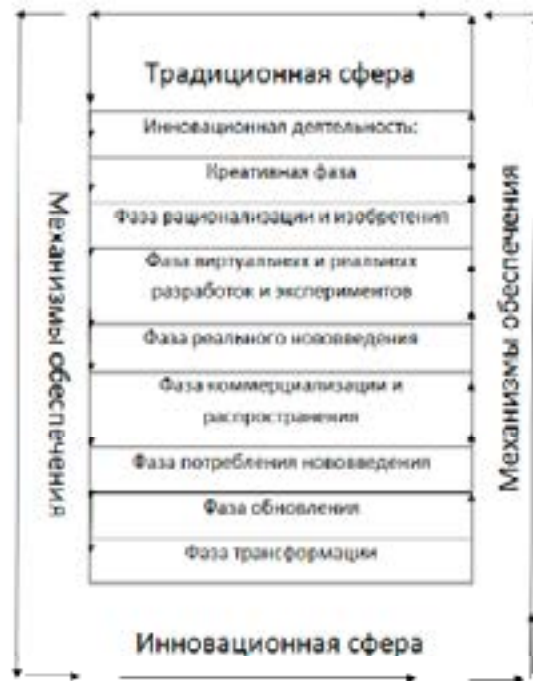 Традиционная сфера
Инновационная деятельность:
Креативная фаза
Фаза рационализации и изобретения
Фаза виртуальных и реальных
разработок и экспериментов
Фаза реального нововведения
Фаза коммерциализации и
распространения
Фаза потребления нововведения
Фаза обновления
Фаза трансформации
Инновационная сфера
Механизмы обеспечения
Механизмы обеспечения